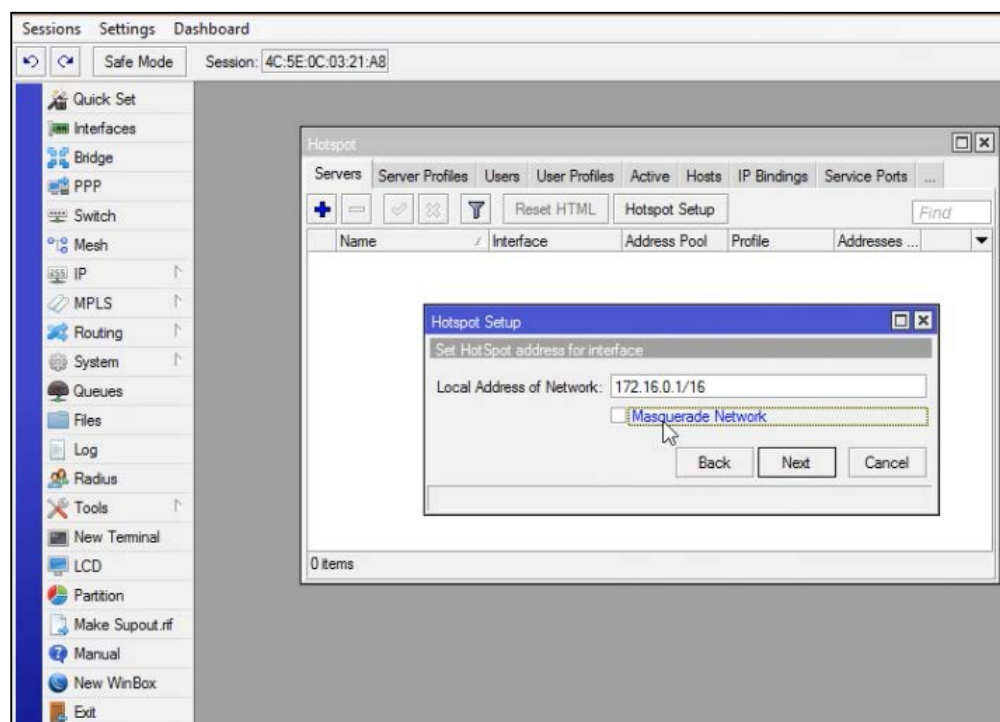 Sessions Settings Dashboard
Safe Mode Session: 4C:5E:0C:03:21:A8
Quick Set
Interfaces
Bridge
PPP
Switch
Mesh
IP
MPLS
Routing
System
Queues
Files
Log
Radius
Tools
New Terminal
LCD
Partition
Make Supout.rif
Manual
New WinBox
Exit
Hotspot
Servers Server Profiles Users User Profiles Active Hosts IP Bindings Service Ports ...
Reset HTML Hotspot Setup Find
Name Interface Address Pool Profile Addresses ...
Hotspot Setup
Set HotSpot address for interface
Local Address of Network: 172.16.0.1/16
Masquerade Network
Back Next Cancel
0 items